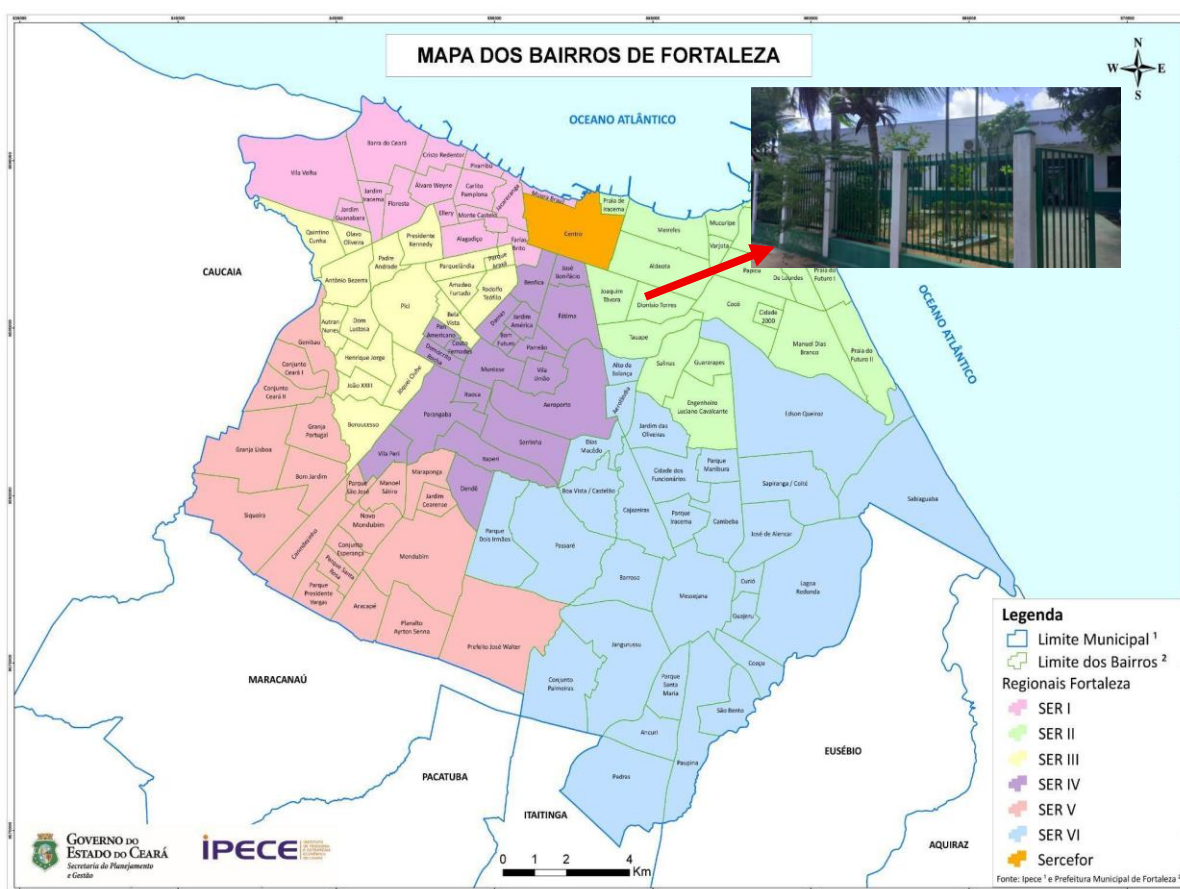 MAPA DOS BAIRROS DE FORTALEZA
N
W
E
S
OCEANO ATLÂNTICO
Barra do Ceará
Vila Velha
Cristo Redentor
Pirambu
Jardim
Iracema
Floresta
Álvaro Weyne
Carlito
Pamplona
Jacarecanga
Jardim
Guanabara
Ellery
Monte Castelo
Alagadiço
Farias
Brito
Centro
Praia de
Iracema
Meireles
Mucuripe
Varjota
Aldeota
Papicu
De Lourdes
Praia do
Futuro I
Quintino
Cunha
Olavo
Oliveira
Padre
Andrade
Presidente
Kennedy
Parquelândia
Parque
Araxá
Antônio Bezerra
Amadeo
Furtado
Rodolfo
Teófilo
Pici
Bela
Vista
CAUCAIA
Benfica
José
Bonifácio
Joaquim
Távora
Dionísio Torres
Cocó
Cidade
2000
Manuel Dias
Branco
Praia do
Futuro II
OCEANO ATLÂNTICO
Autran
Nunes
Dom
Lustosa
Henrique Jorge
João XXIII
Jóquei Clube
Bonsucesso
Pan
Americano
Couto
Fernandes
Demócrito
Rocha
Damas
Jardim
América
Bom
Futuro
Fátima
Parreão
Montese
Vila
União
Tauape
Alto da
Balança
Aerolândia
Salinas
Guararapes
Engenheiro
Luciano Cavalcante
Edson Queiroz
Genibau
Conjunto
Ceará I
Conjunto
Ceará II
Granja
Portugal
Granja Lisboa
Bom Jardim
Siqueira
Itaoca
Parangaba
Aeroporto
Serrinha
Itaperi
Vila Peri
Dendê
Dias
Macêdo
Jardim das
Oliveiras
Cidade dos
Funcionários
Parque
Manibura
Sapiranga / Coité
Sabiaguaba
Boa Vista / Castelão
Cajazeiras
Parque
Iracema
Cambeba
José de Alencar
Maraponga
Parque
São José
Manoel
Sátiro
Jardim
Cearense
Canindezinho
Novo
Mondubim
Conjunto
Esperança
Parque Santa
Rosa
Mondubim
Parque
Presidente
Vargas
Aracapé
Planalto
Ayrton Senna
Prefeito José Walter
Parque
Dois Irmãos
Passaré
Barroso
Messejana
Curió
Guajeru
Lagoa
Redonda
Jangurussu
Conjunto
Palmeiras
Parque
Santa
Maria
Coaçu
São Bento
Ancuri
Paupina
Pedras
MARACANAÚ
PACATUBA
ITAITINGA
EUSÉBIO
AQUIRAZ
Legenda
Limite Municipal ¹
Limite dos Bairros ²
Regionais Fortaleza
SER I
SER II
SER III
SER IV
SER V
SER VI
Sercefor
Fonte: Ipece ¹ e Prefeitura Municipal de Fortaleza ²
GOVERNO DO
ESTADO DO CEARÁ
Secretaria do Planejamento
e Gestão
IPECE
0 1 2 4
Km